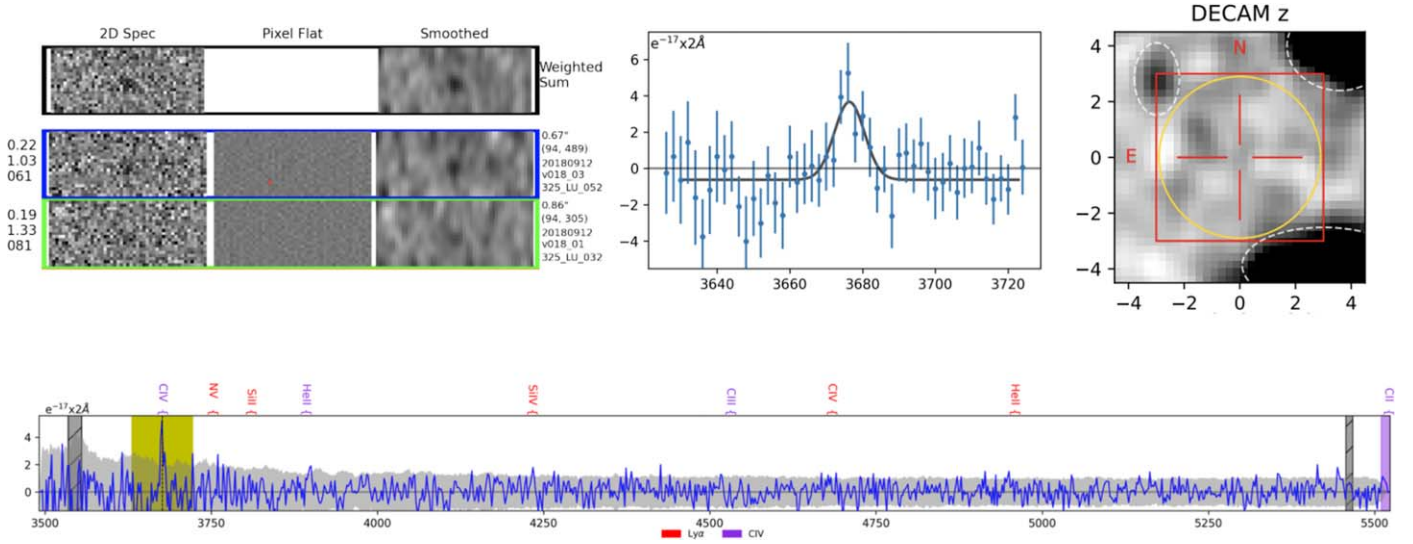 2D Spec Pixel Flat Smoothed
Weighted
Sum
0.22
1.03
061
0.67"
(94, 489)
20180912
v018_03
325_LU_052
0.19
1.33
081
0.86"
(94, 305)
20180912
v018_01
325_LU_032
e⁻¹⁷x2Å
6
4
2
0
−2
−4
3640 3660 3680 3700 3720
DECAM z
4
2
0
−2
−4
N
E
−4 −2 0 2 4
CIV NV SiII HeII SiIV CIII CIV HeII CII
e⁻¹⁷x2Å
4
2
0
3500 3750 4000 4250 4500 4750 5000 5250 5500
Lyα CIV